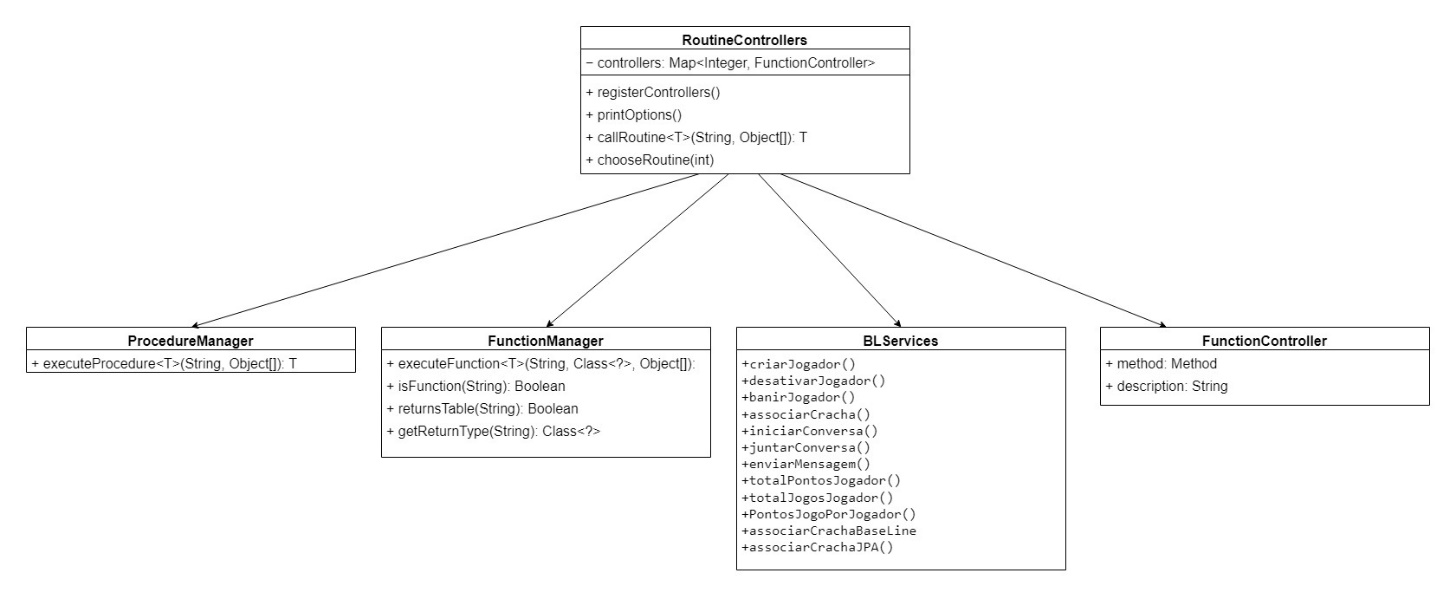 RoutineControllers
− controllers: Map<Integer, FunctionController>
+ registerControllers()
+ printOptions()
+ callRoutine<T>(String, Object[]): T
+ chooseRoutine(int)
ProcedureManager
+ executeProcedure<T>(String, Object[]): T
FunctionManager
+ executeFunction<T>(String, Class<?>, Object[]):
+ isFunction(String): Boolean
+ returnsTable(String): Boolean
+ getReturnType(String): Class<?>
BLServices
+criarJogador()
+desativarJogador()
+banirJogador()
+associarCracha()
+iniciarConversa()
+juntarConversa()
+enviarMensagem()
+totalPontosJogador()
+totalJogosJogador()
+PontosJogoPorJogador()
+associarCrachaBaseLine
+associarCrachaJPA()
FunctionController
+ method: Method
+ description: String